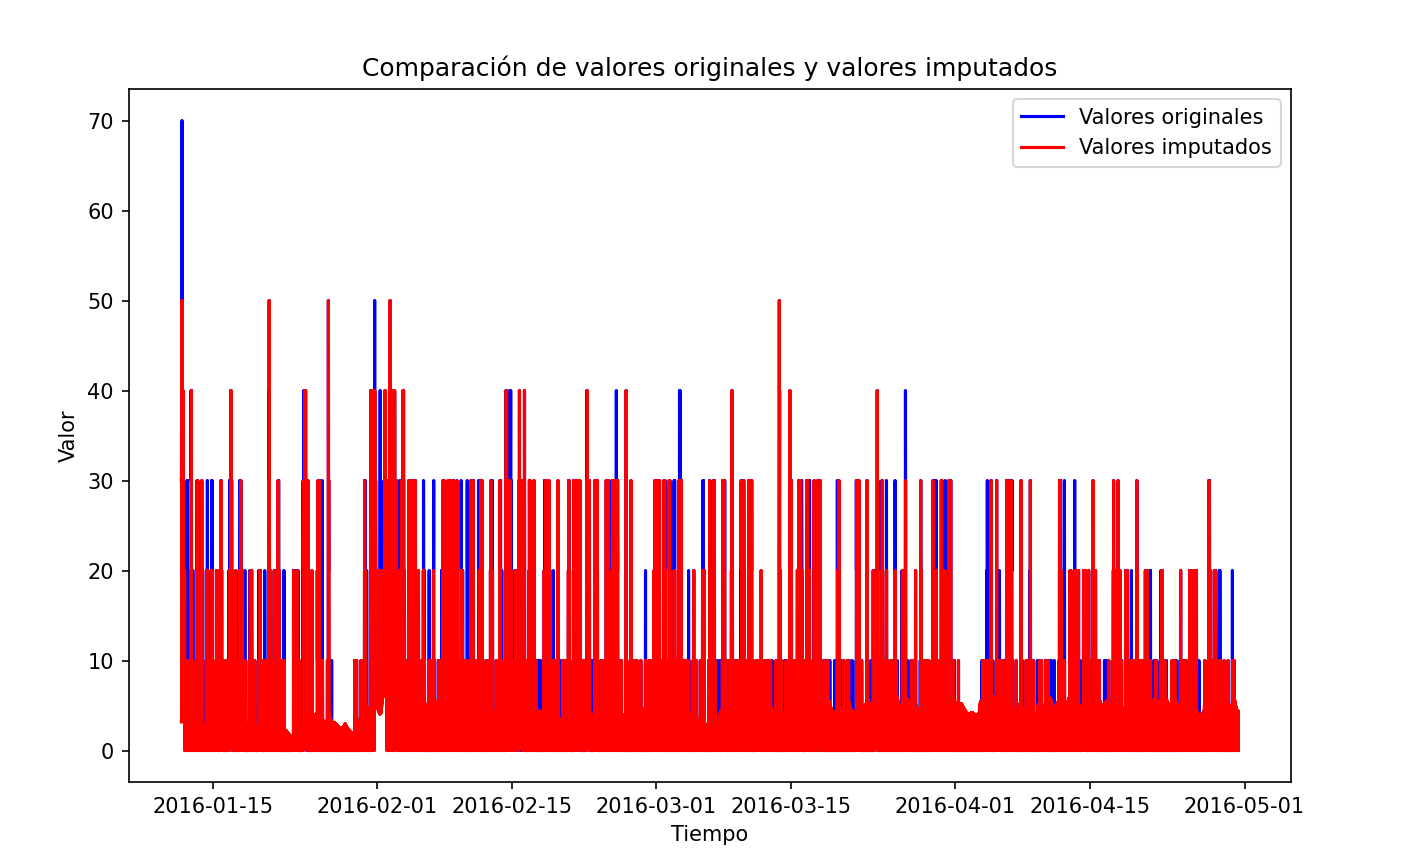 Comparación de valores originales y valores imputados
Valores originales
Valores imputados
70
60
50
40
30
20
10
0
Valor
2016-01-15 2016-02-01 2016-02-15 2016-03-01 2016-03-15 2016-04-01 2016-04-15 2016-05-01
Tiempo